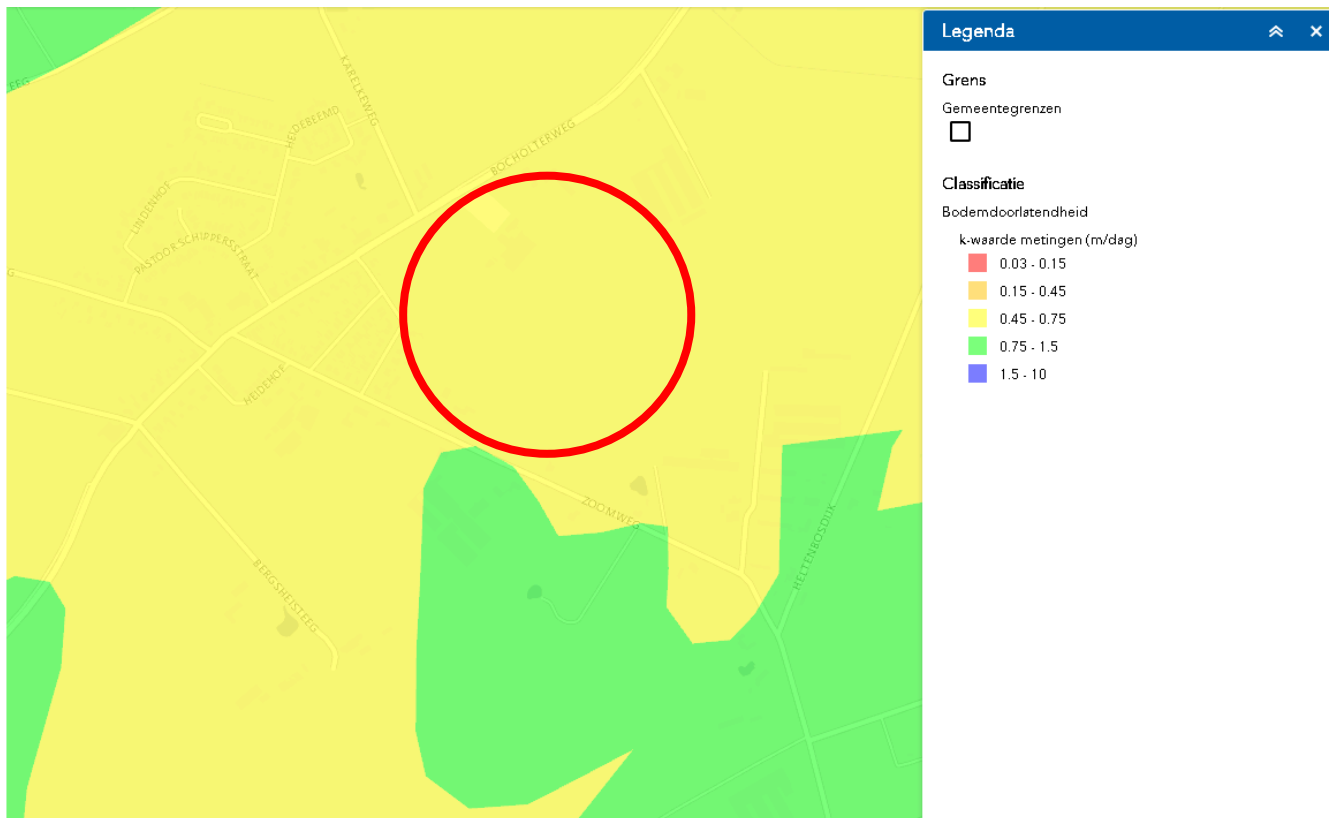 Legenda
Grens
Gemeentegrenzen
Classificatie
Bodemdoorlatendheid
k-waarde metingen (m/dag)
0.03 - 0.15
0.15 - 0.45
0.45 - 0.75
0.75 - 1.5
1.5 - 10
KARELKEWEG
HEIDEBEEMD
BOCHOLTERWEG
LINDENHOF
PASTOOR SCHIPPERSSTRAAT
HEIDEHOF
ZOOMWEG
HELTENBOSDIJK
BERGSHEISTEEG